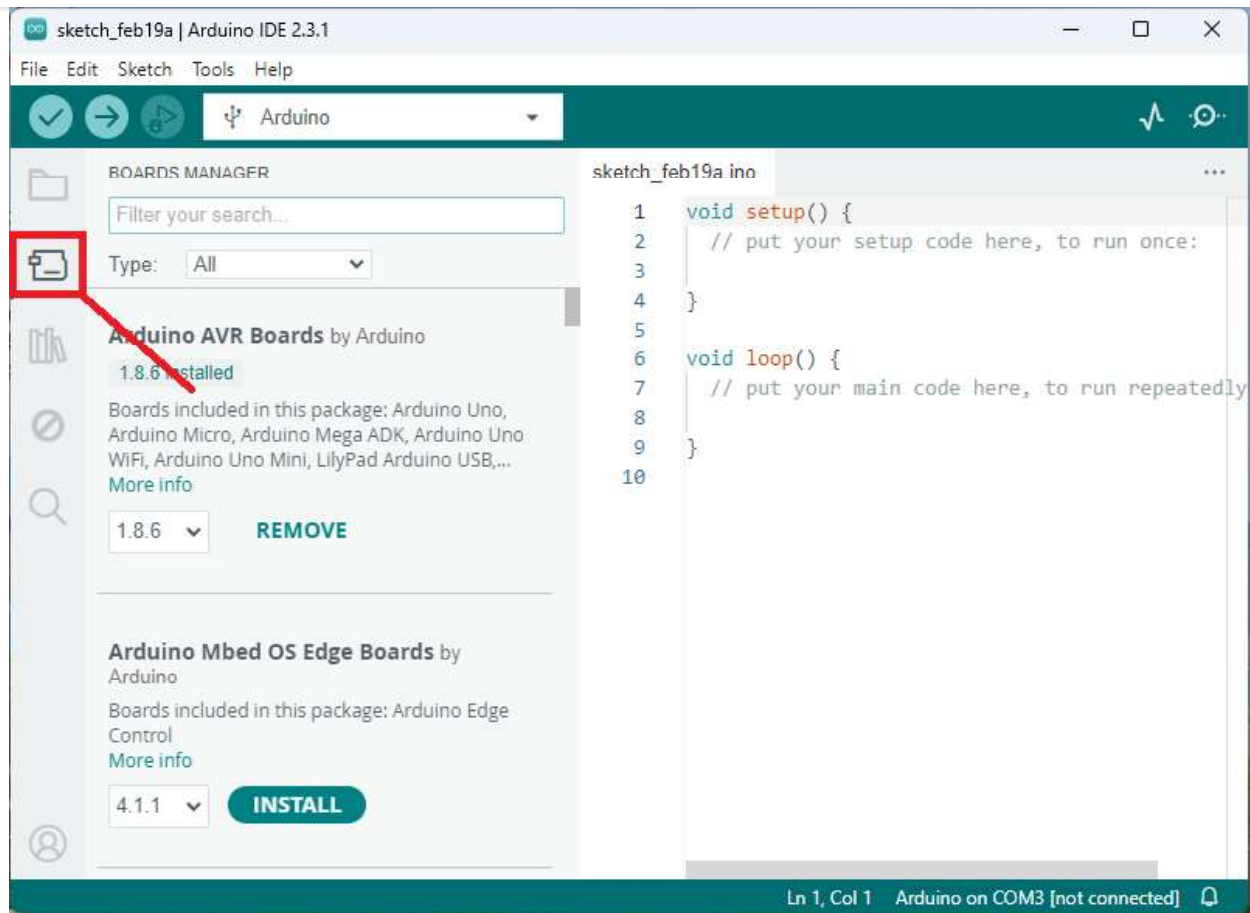 sketch_feb19a | Arduino IDE 2.3.1
File Edit Sketch Tools Help
Arduino
BOARDS MANAGER
Filter your search...
Type: All
Arduino AVR Boards by Arduino
1.8.6 installed
Boards included in this package: Arduino Uno,
Arduino Micro, Arduino Mega ADK, Arduino Uno
WiFi, Arduino Uno Mini, LilyPad Arduino USB,...
More info
1.8.6
REMOVE
Arduino Mbed OS Edge Boards by
Arduino
Boards included in this package: Arduino Edge
Control
More info
4.1.1
INSTALL
sketch_feb19a.ino
...
1 void setup() {
2 // put your setup code here, to run once:
3
4 }
5
6 void loop() {
7 // put your main code here, to run repeatedly
8
9 }
10
Ln 1, Col 1 Arduino on COM3 [not connected]